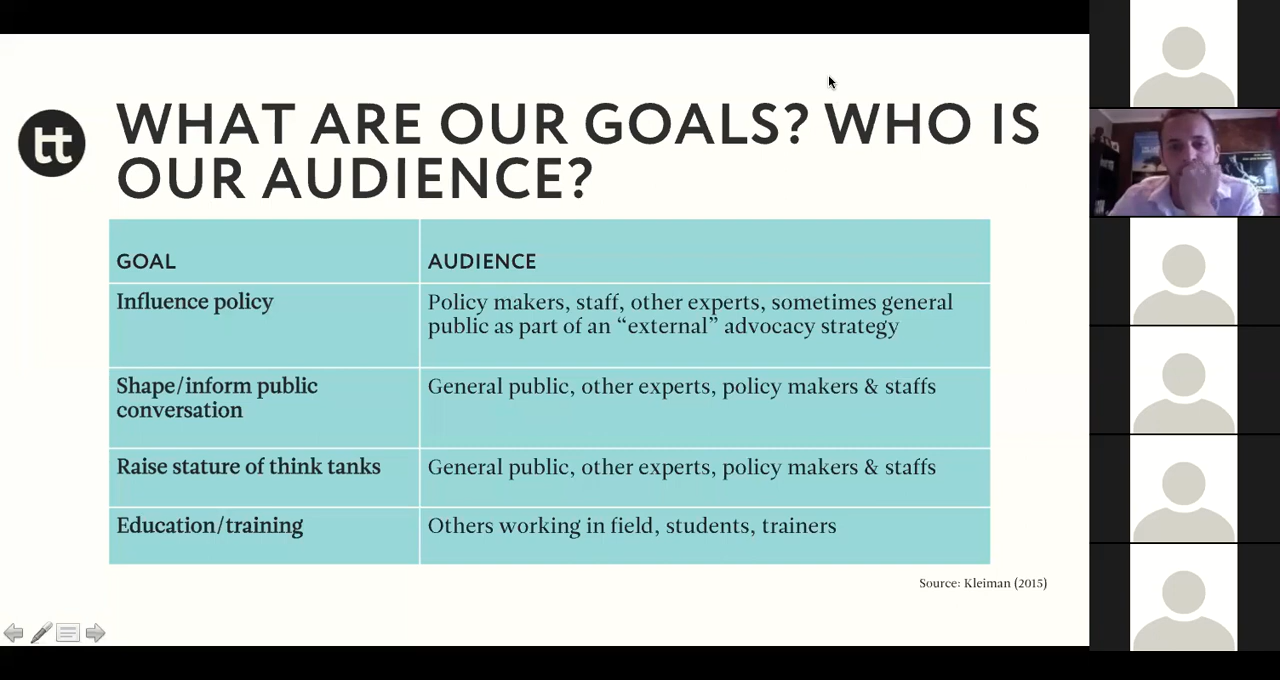 tt
WHAT ARE OUR GOALS? WHO IS
OUR AUDIENCE?
GOAL
AUDIENCE
Influence policy
Policy makers, staff, other experts, sometimes general
public as part of an “external” advocacy strategy
Shape/inform public
conversation
General public, other experts, policy makers & staffs
Raise stature of think tanks
General public, other experts, policy makers & staffs
Education/training
Others working in field, students, trainers
Source: Kleiman (2015)